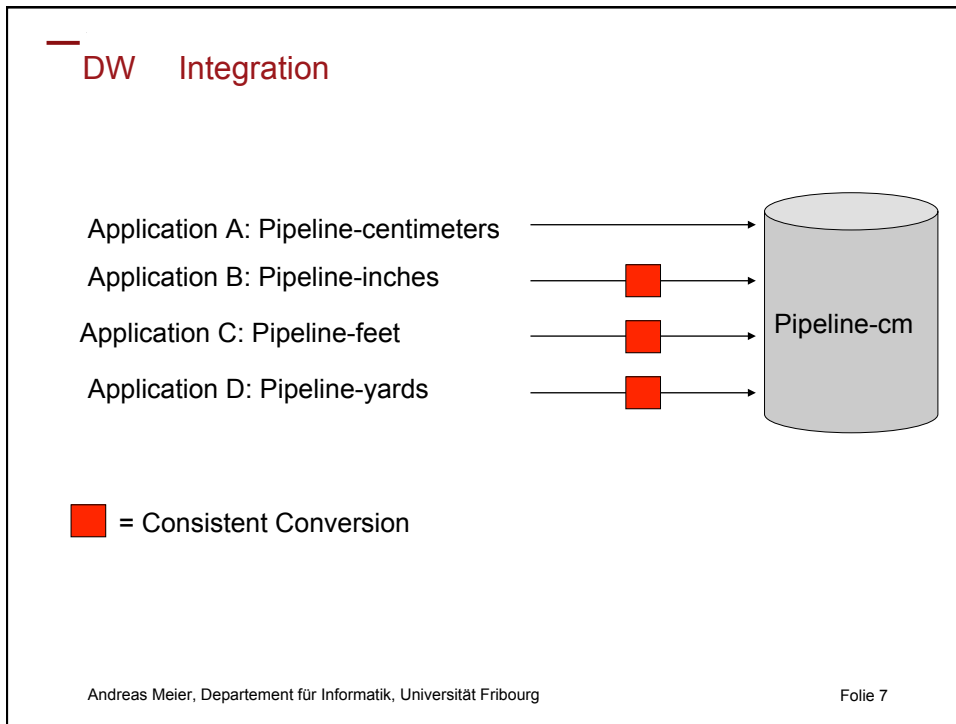 DW Integration
Application A: Pipeline-centimeters
Application B: Pipeline-inches
Application C: Pipeline-feet
Application D: Pipeline-yards
Pipeline-cm
= Consistent Conversion
Andreas Meier, Departement für Informatik, Universität Fribourg
Folie 7